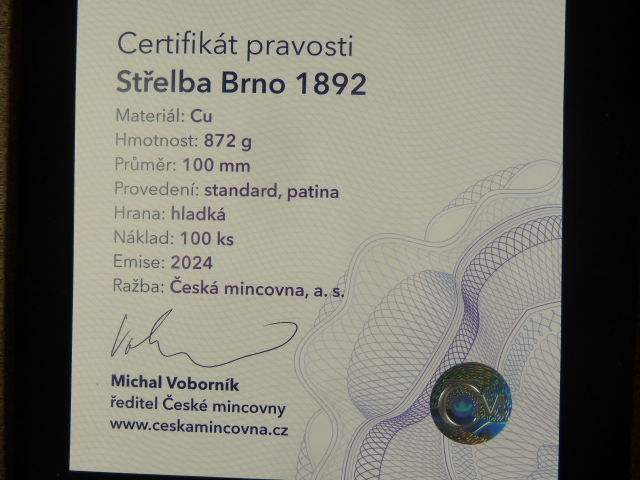 Certifikát pravosti
Střelba Brno 1892
Materiál: Cu
Hmotnost: 872 g
Průměr: 100 mm
Provedení: standard, patina
Hrana: hladká
Náklad: 100 ks
Emise: 2024
Ražba: Česká mincovna, a. s.
Michal Voborník
ředitel České mincovny
www.ceskamincovna.cz